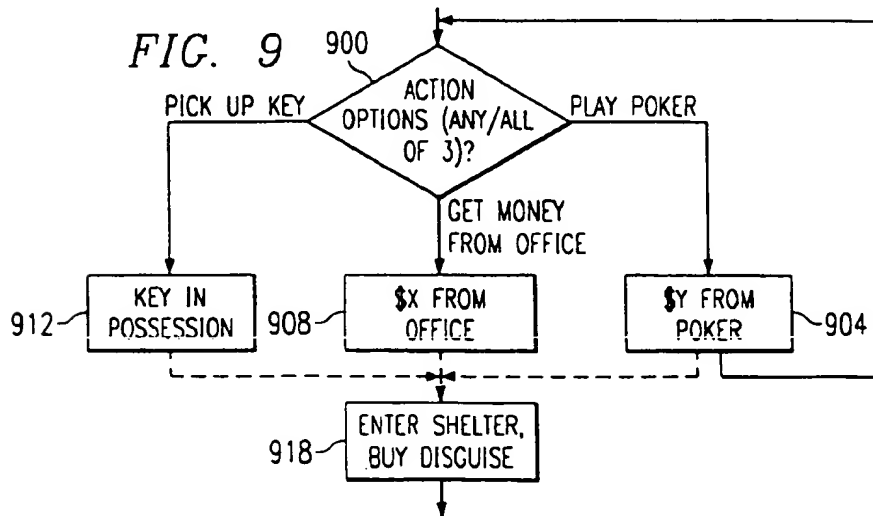 FIG. 9
900
ACTION
OPTIONS (ANY/ALL
OF 3)?
PICK UP KEY
PLAY POKER
GET MONEY
FROM OFFICE
912
KEY IN
POSSESSION
908
$X FROM
OFFICE
$Y FROM
POKER
904
918
ENTER SHELTER,
BUY DISGUISE